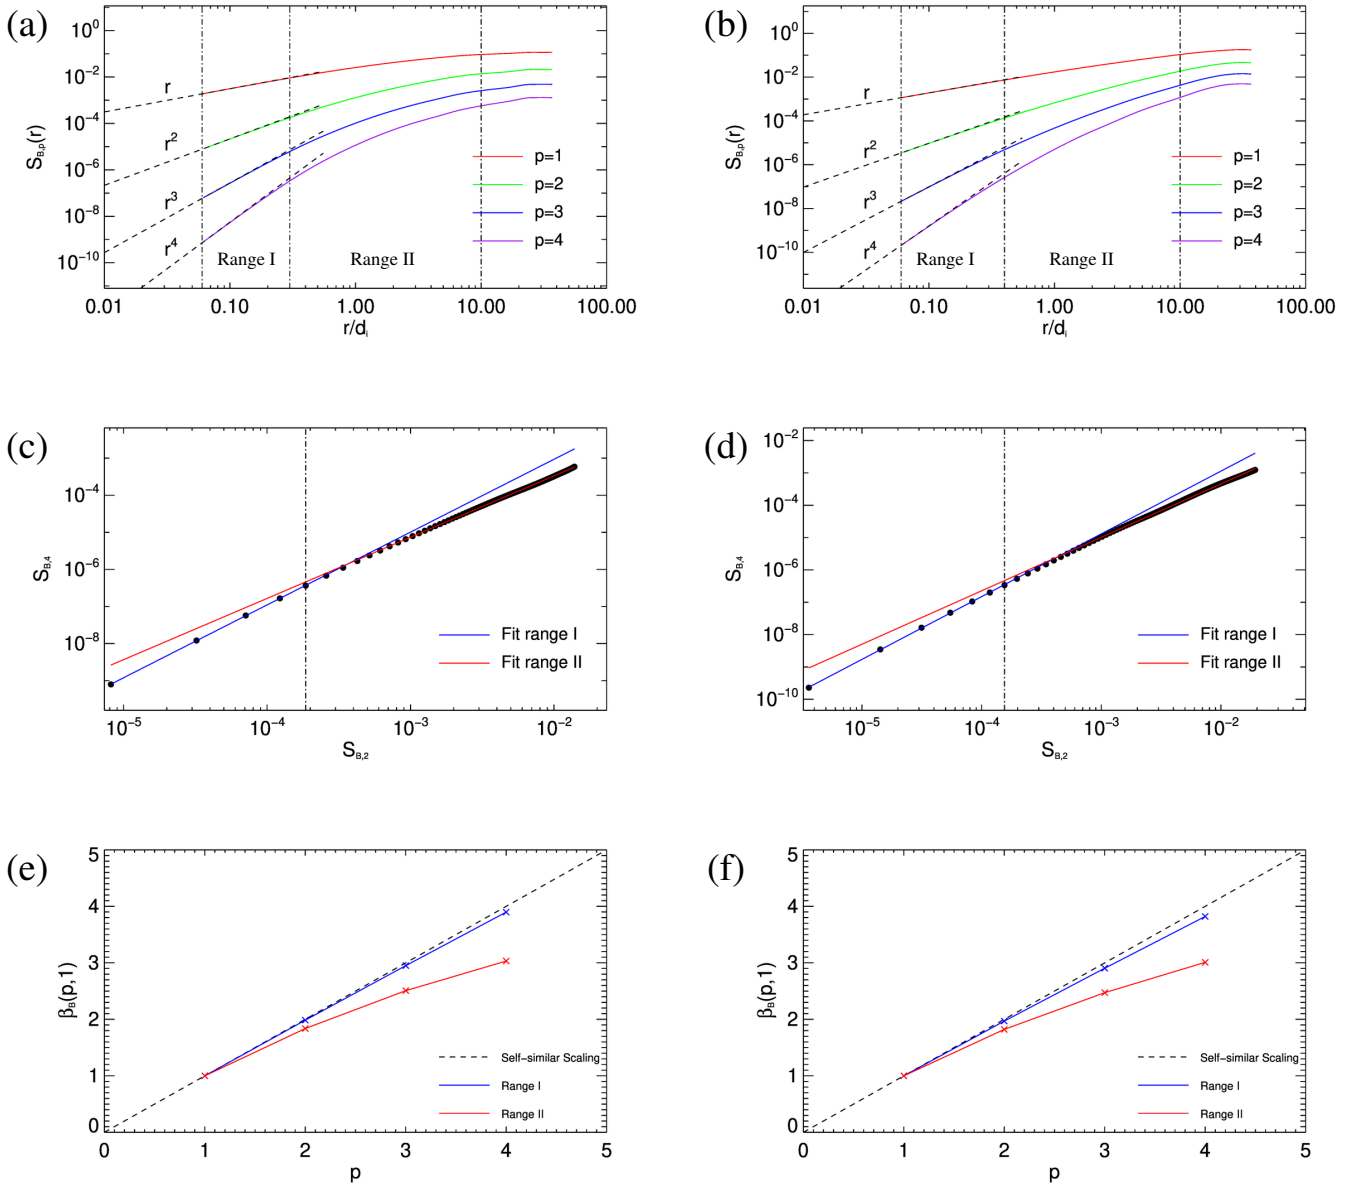 (a)
10^0
10^-2
10^-4
10^-6
10^-8
10^-10
S_B,p(r)
r
r^2
r^3
r^4
p=1
p=2
p=3
p=4
Range I
Range II
0.01
0.10
1.00
10.00
100.00
r/d_i
(b)
10^0
10^-2
10^-4
10^-6
10^-8
10^-10
S_B,p(r)
r
r^2
r^3
r^4
p=1
p=2
p=3
p=4
Range I
Range II
0.01
0.10
1.00
10.00
100.00
r/d_i
(c)
10^-4
10^-6
10^-8
S_B,4
Fit range I
Fit range II
10^-5
10^-4
10^-3
10^-2
S_B,2
(d)
10^-2
10^-4
10^-6
10^-8
10^-10
S_B,4
Fit range I
Fit range II
10^-5
10^-4
10^-3
10^-2
S_B,2
(e)
5
4
3
2
1
0
β_B(p,1)
Self-similar Scaling
Range I
Range II
0
1
2
3
4
5
p
(f)
5
4
3
2
1
0
β_B(p,1)
Self-similar Scaling
Range I
Range II
0
1
2
3
4
5
p